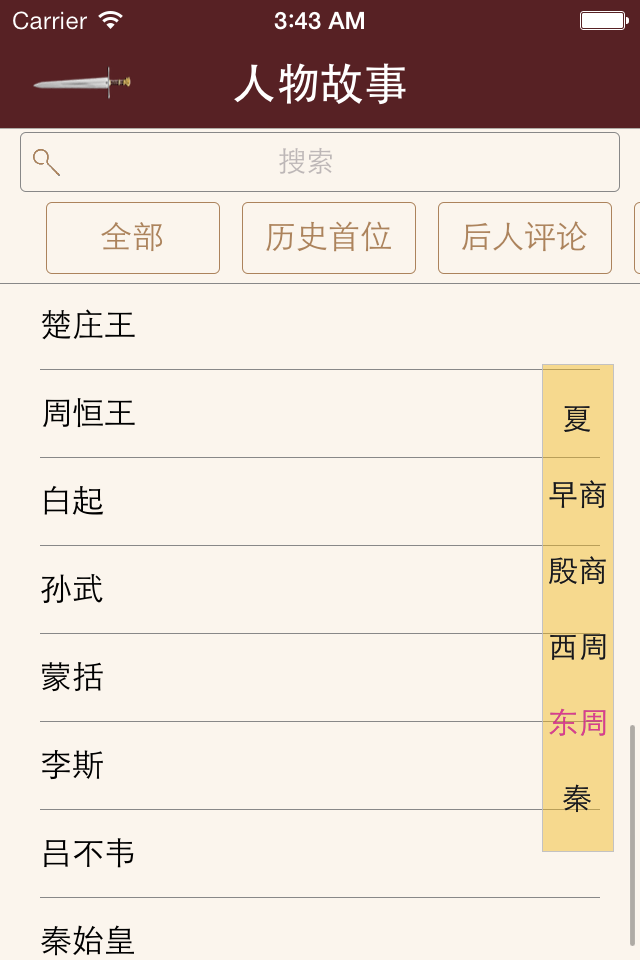 Carrier 3:43 AM
人物故事
搜索
全部 历史首位 后人评论
楚庄王
周恒王
白起
孙武
蒙括
李斯
吕不韦
秦始皇
夏
早商
殷商
西周
东周
秦